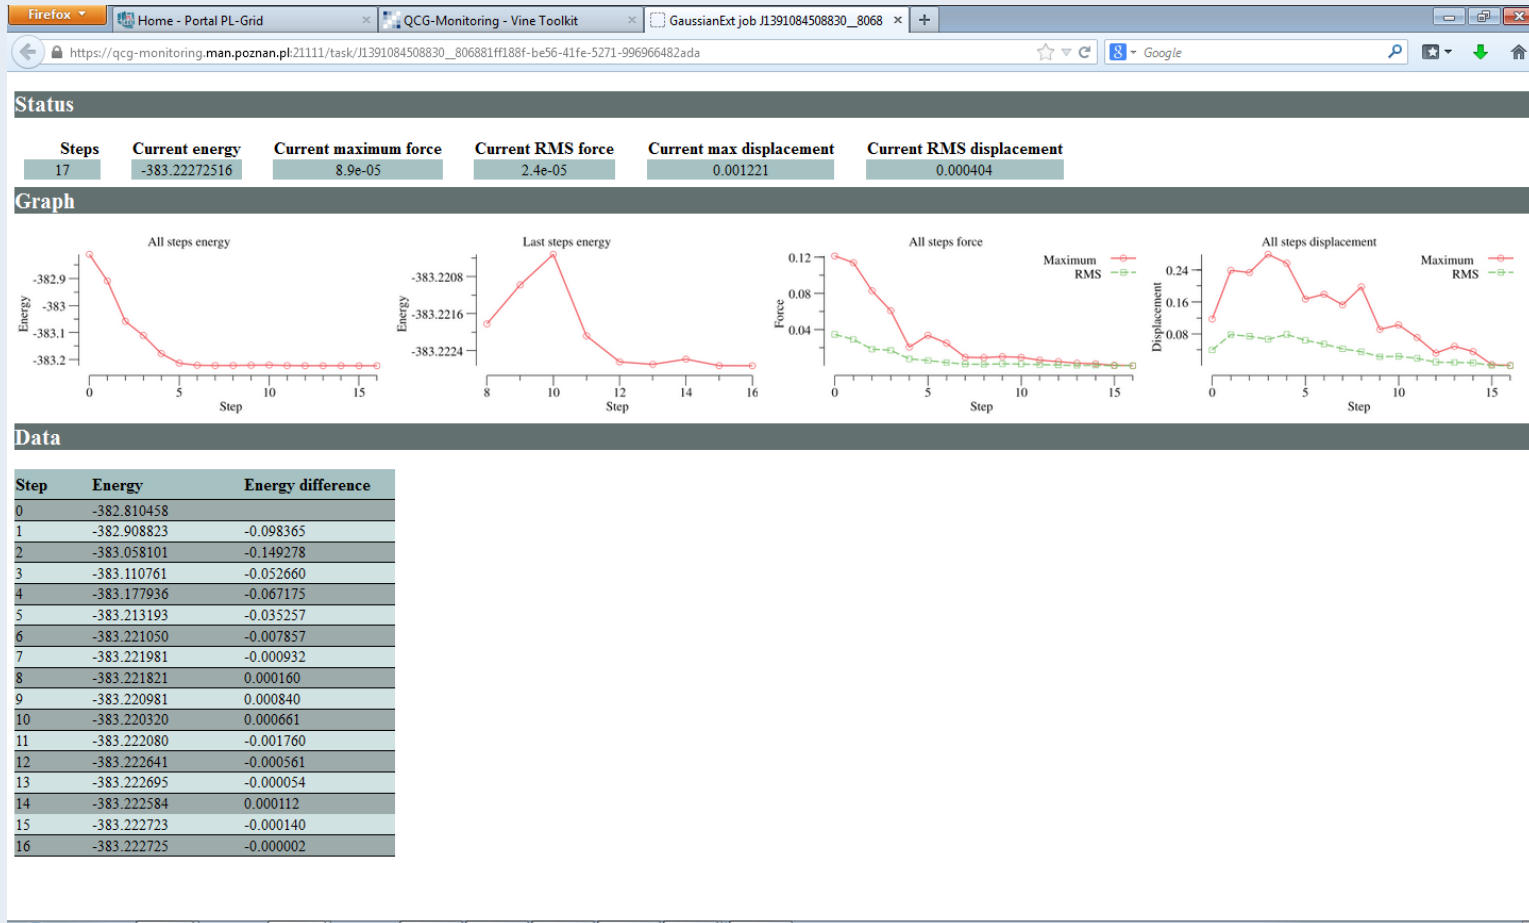 Firefox
Home - Portal PL-Grid
QCG-Monitoring - Vine Toolkit
GaussianExt job J1391084508830__8068
https://qcg-monitoring.man.poznan.pl:21111/task/J1391084508830__806881ff188f-be56-41fe-5271-996966482ada
Google
Status
Steps Current energy Current maximum force Current RMS force Current max displacement Current RMS displacement
17 -383.22272516 8.9e-05 2.4e-05 0.001221 0.000404
Graph
All steps energy
Energy
-382.9
-383
-383.1
-383.2
0 5 10 15
Step
Last steps energy
Energy
-383.2208
-383.2216
-383.2224
8 10 12 14 16
Step
All steps force
Maximum
RMS
Force
0.12
0.08
0.04
0 5 10 15
Step
All steps displacement
Maximum
RMS
Displacement
0.24
0.16
0.08
0 5 10 15
Step
Data
Step Energy Energy difference
0 -382.810458
1 -382.908823 -0.098365
2 -383.058101 -0.149278
3 -383.110761 -0.052660
4 -383.177936 -0.067175
5 -383.213193 -0.035257
6 -383.221050 -0.007857
7 -383.221981 -0.000932
8 -383.221821 0.000160
9 -383.220981 0.000840
10 -383.220320 0.000661
11 -383.222080 -0.001760
12 -383.222641 -0.000561
13 -383.222695 -0.000054
14 -383.222584 0.000112
15 -383.222723 -0.000140
16 -383.222725 -0.000002